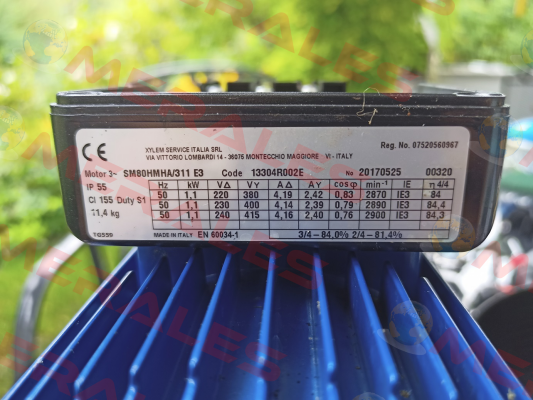 MERALES
XYLEM SERVICE ITALIA SRL
VIA VITTORIO LOMBARDI 14 - 36075 MONTECCHIO MAGGIORE VI - ITALY
Reg. No. 07520560967
CE
Motor 3~ SM80HMHA/311 E3 Code 13304R002E No 20170525 00320
IP 55
Cl 155 Duty S1
11,4 kg
TG590
Hz kW V△ VY A△ AY cosφ min⁻¹ IE η 4/4
50 1,1 220 380 4,19 2,42 0,83 2870 IE3 84
50 1,1 230 400 4,14 2,39 0,79 2890 IE3 84,4
50 1,1 240 415 4,16 2,40 0,76 2900 IE3 84,3
MADE IN ITALY EN 60034-1 3/4-84,0% 2/4-81,4%
MERALES